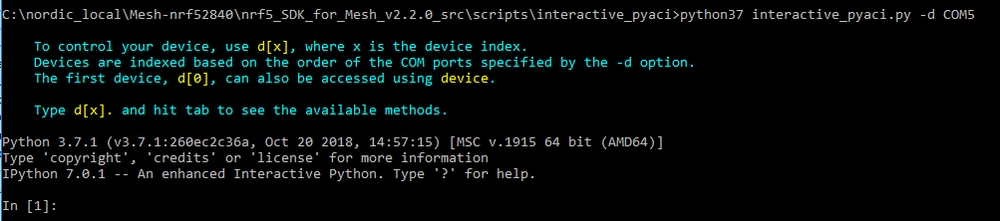 C:\nordic_local\Mesh-nrf52840\nrf5_SDK_for_Mesh_v2.2.0_src\scripts\interactive_pyaci>python37 interactive_pyaci.py -d COM5
To control your device, use d[x], where x is the device index.
Devices are indexed based on the order of the COM ports specified by the -d option.
The first device, d[0], can also be accessed using device.
Type d[x]. and hit tab to see the available methods.
Python 3.7.1 (v3.7.1:260ec2c36a, Oct 20 2018, 14:57:15) [MSC v.1915 64 bit (AMD64)]
Type 'copyright', 'credits' or 'license' for more information
IPython 7.0.1 -- An enhanced Interactive Python. Type '?' for help.
In [1]: